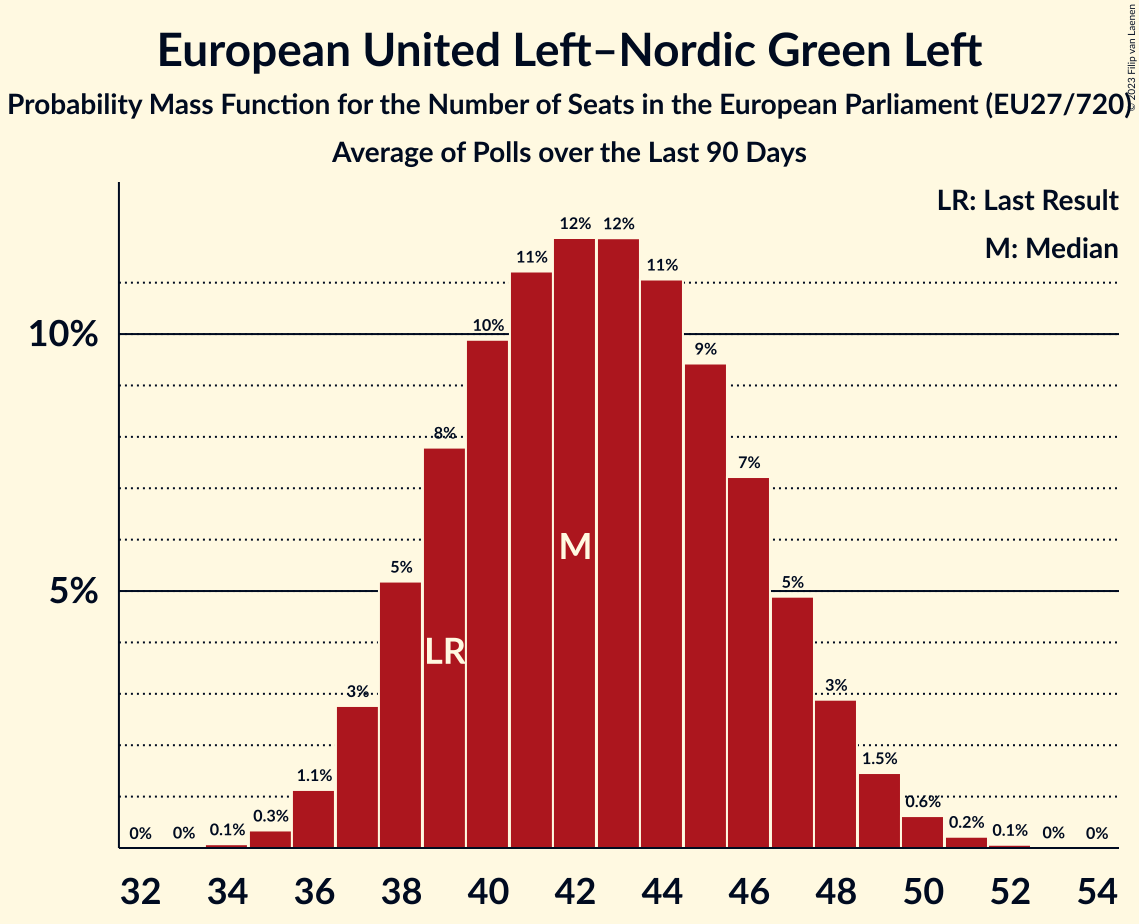 European United Left–Nordic Green Left
Probability Mass Function for the Number of Seats in the European Parliament (EU27/720)
Average of Polls over the Last 90 Days
© 2023 Filip van Laenen
LR: Last Result
M: Median
10%
5%
0%
0%
0.1%
0.3%
1.1%
3%
5%
8%
10%
11%
12%
12%
11%
9%
7%
5%
3%
1.5%
0.6%
0.2%
0.1%
0%
0%
LR
M
32 34 36 38 40 42 44 46 48 50 52 54